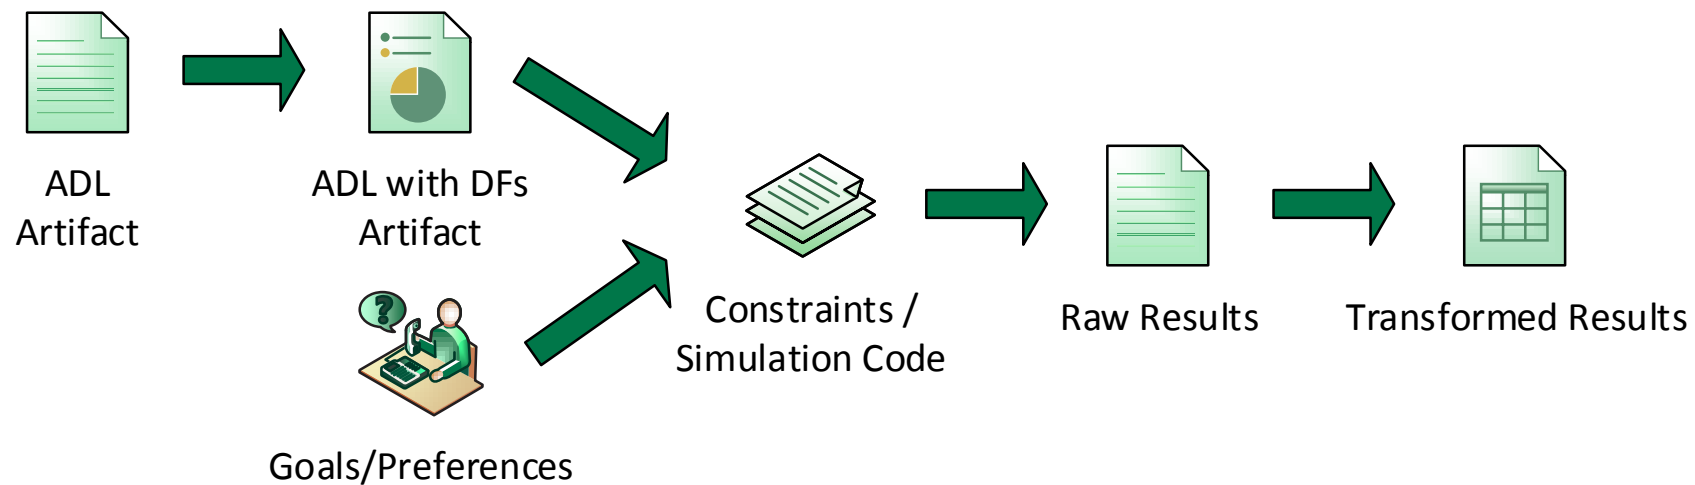 ADL
Artifact
ADL with DFs
Artifact
?
Goals/Preferences
Constraints /
Simulation Code
Raw Results
Transformed Results